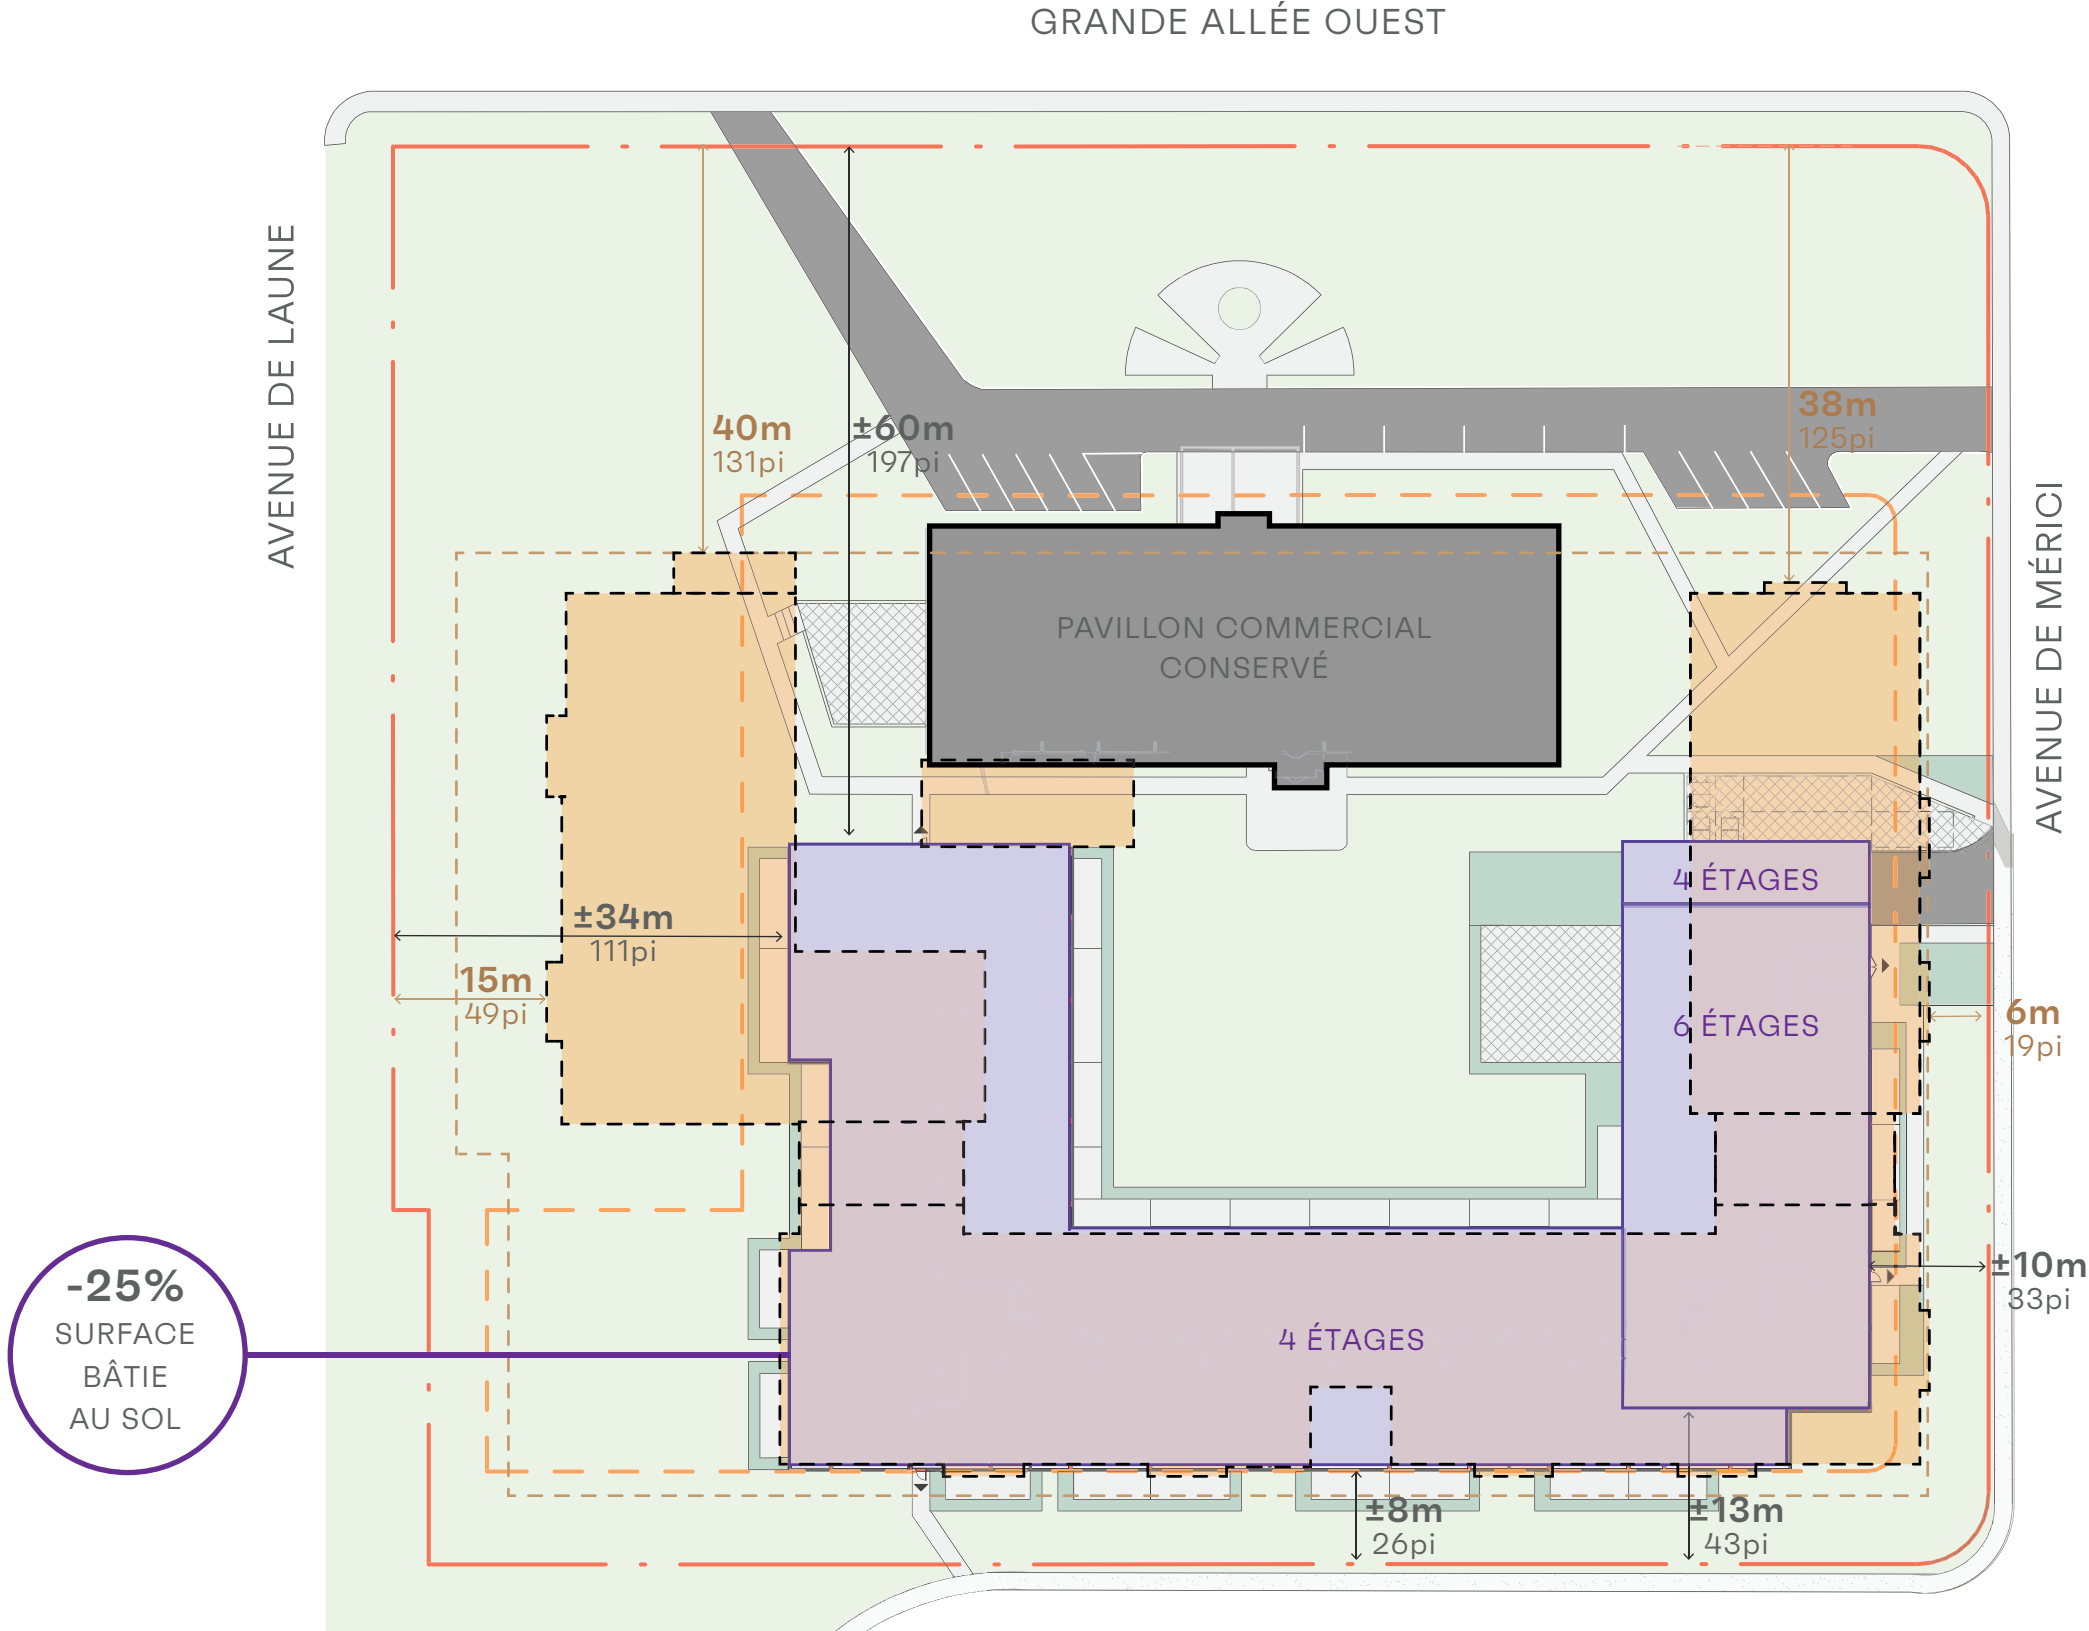 GRANDE ALLÉE OUEST
AVENUE DE LAUNE
40m
131pi
±60m
197pi
38m
125pi
AVENUE DE MÉRICI
PAVILLON COMMERCIAL
CONSERVÉ
4 ÉTAGES
±34m
111pi
15m
49pi
6 ÉTAGES
6m
19pi
±10m
33pi
-25%
SURFACE
BÂTIE
AU SOL
4 ÉTAGES
±8m
26pi
±13m
43pi